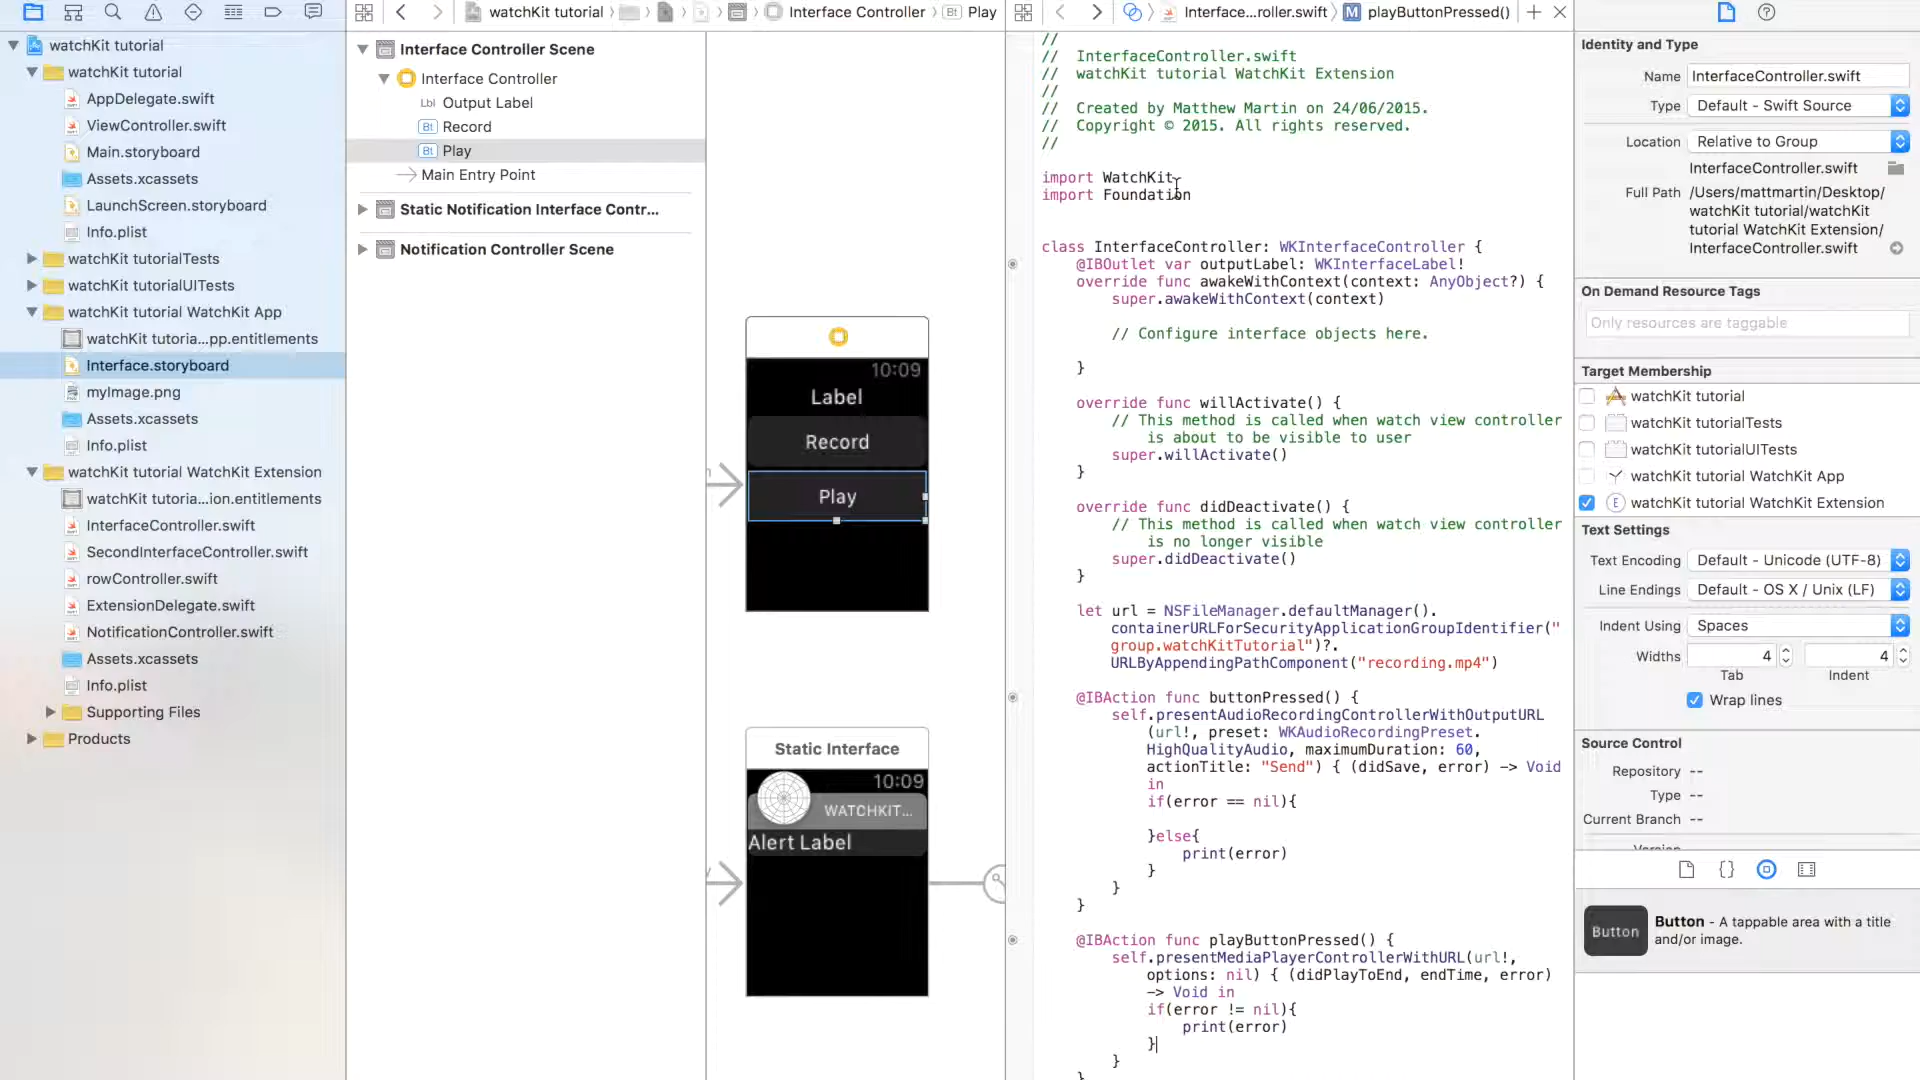 watchKit tutorial
Interface Controller
Bt Play
Interface...roller.swift
M playButtonPressed()
watchKit tutorial
watchKit tutorial
AppDelegate.swift
ViewController.swift
Main.storyboard
Assets.xcassets
LaunchScreen.storyboard
Info.plist
watchKit tutorialTests
watchKit tutorialUITests
watchKit tutorial WatchKit App
watchKit tutoria...pp.entitlements
Interface.storyboard
myImage.png
Assets.xcassets
Info.plist
watchKit tutorial WatchKit Extension
watchKit tutoria...ion.entitlements
InterfaceController.swift
SecondInterfaceController.swift
rowController.swift
ExtensionDelegate.swift
NotificationController.swift
Assets.xcassets
Info.plist
Supporting Files
Products
Interface Controller Scene
Interface Controller
Lbl Output Label
Bt Record
Bt Play
Main Entry Point
Static Notification Interface Contr...
Notification Controller Scene
10:09
Label
Record
Play
Static Interface
10:09
WATCHKIT...
Alert Label
//
// InterfaceController.swift
// watchKit tutorial WatchKit Extension
//
// Created by Matthew Martin on 24/06/2015.
// Copyright © 2015. All rights reserved.
//
import WatchKit
import Foundation
class InterfaceController: WKInterfaceController {
@IBOutlet var outputLabel: WKInterfaceLabel!
override func awakeWithContext(context: AnyObject?) {
super.awakeWithContext(context)
// Configure interface objects here.
}
override func willActivate() {
// This method is called when watch view controller
is about to be visible to user
super.willActivate()
}
override func didDeactivate() {
// This method is called when watch view controller
is no longer visible
super.didDeactivate()
}
let url = NSFileManager.defaultManager().
containerURLForSecurityApplicationGroupIdentifier("
group.watchKitTutorial")?.
URLByAppendingPathComponent("recording.mp4")
@IBAction func buttonPressed() {
self.presentAudioRecordingControllerWithOutputURL
(url!, preset: WKAudioRecordingPreset.
HighQualityAudio, maximumDuration: 60,
actionTitle: "Send") { (didSave, error) -> Void
in
if(error == nil){
}else{
print(error)
}
}
}
@IBAction func playButtonPressed() {
self.presentMediaPlayerControllerWithURL(url!,
options: nil) { (didPlayToEnd, endTime, error)
-> Void in
if(error != nil){
print(error)
}
}
}
Identity and Type
Name InterfaceController.swift
Type Default - Swift Source
Location Relative to Group
InterfaceController.swift
Full Path /Users/mattmartin/Desktop/
watchKit tutorial/watchKit
tutorial WatchKit Extension/
InterfaceController.swift
On Demand Resource Tags
Only resources are taggable
Target Membership
watchKit tutorial
watchKit tutorialTests
watchKit tutorialUITests
watchKit tutorial WatchKit App
E watchKit tutorial WatchKit Extension
Text Settings
Text Encoding Default - Unicode (UTF-8)
Line Endings Default - OS X / Unix (LF)
Indent Using Spaces
Widths 4 4
Tab Indent
Wrap lines
Source Control
Repository --
Type --
Current Branch --
Version
Button
Button - A tappable area with a title
and/or image.